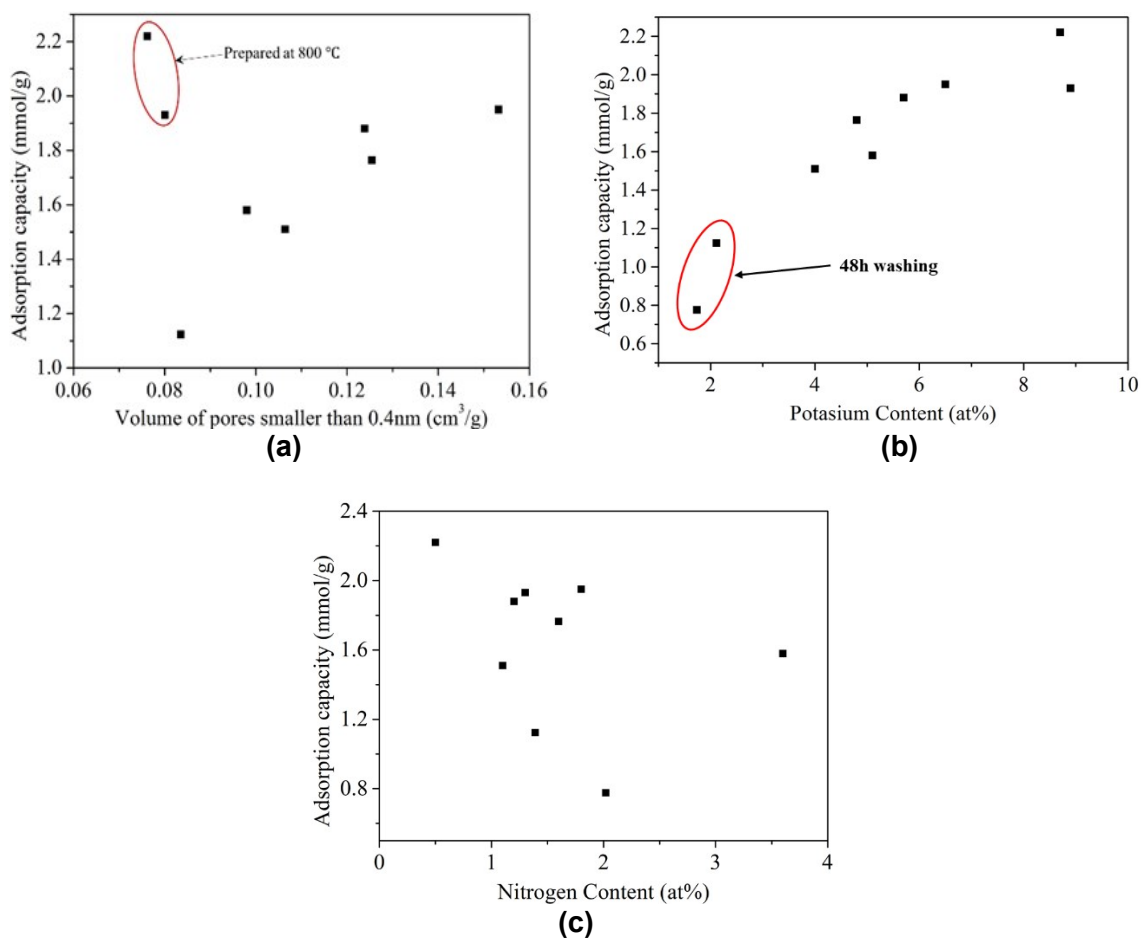 Adsorption capacity (mmol/g)
2.2
2.0
1.8
1.6
1.4
1.2
1.0
Prepared at 800 ℃
0.06 0.08 0.10 0.12 0.14 0.16
Volume of pores smaller than 0.4nm (cm³/g)
(a)
Adsorption capacity (mmol/g)
2.2
2.0
1.8
1.6
1.4
1.2
1.0
0.8
0.6
48h washing
2 4 6 8 10
Potasium Content (at%)
(b)
Adsorption capacity (mmol/g)
2.4
2.0
1.6
1.2
0.8
0 1 2 3 4
Nitrogen Content (at%)
(c)